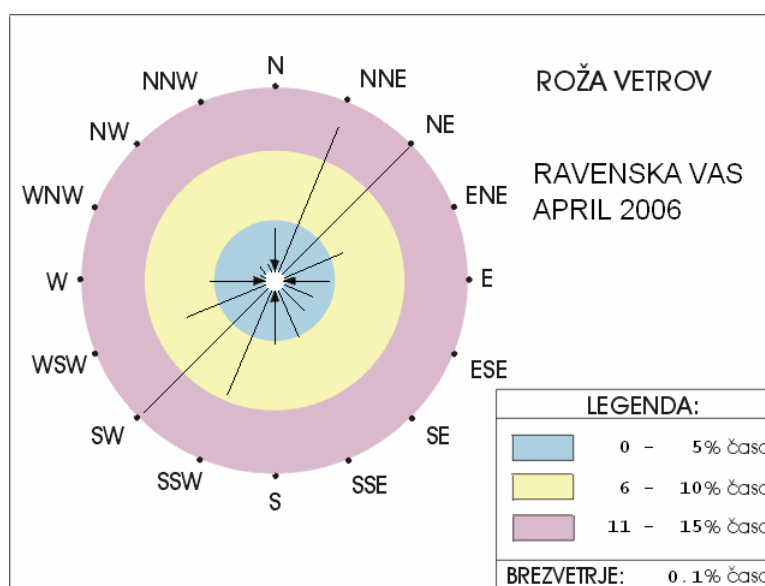 ROŽA VETROV
RAVENSKA VAS
APRIL 2006
N
NNE
NE
ENE
E
ESE
SE
SSE
S
SSW
SW
WSW
W
WNW
NW
NNW
LEGENDA:
0 - 5% časa
6 - 10% časa
11 - 15% časa
BREZVETRJE: 0.1% časa